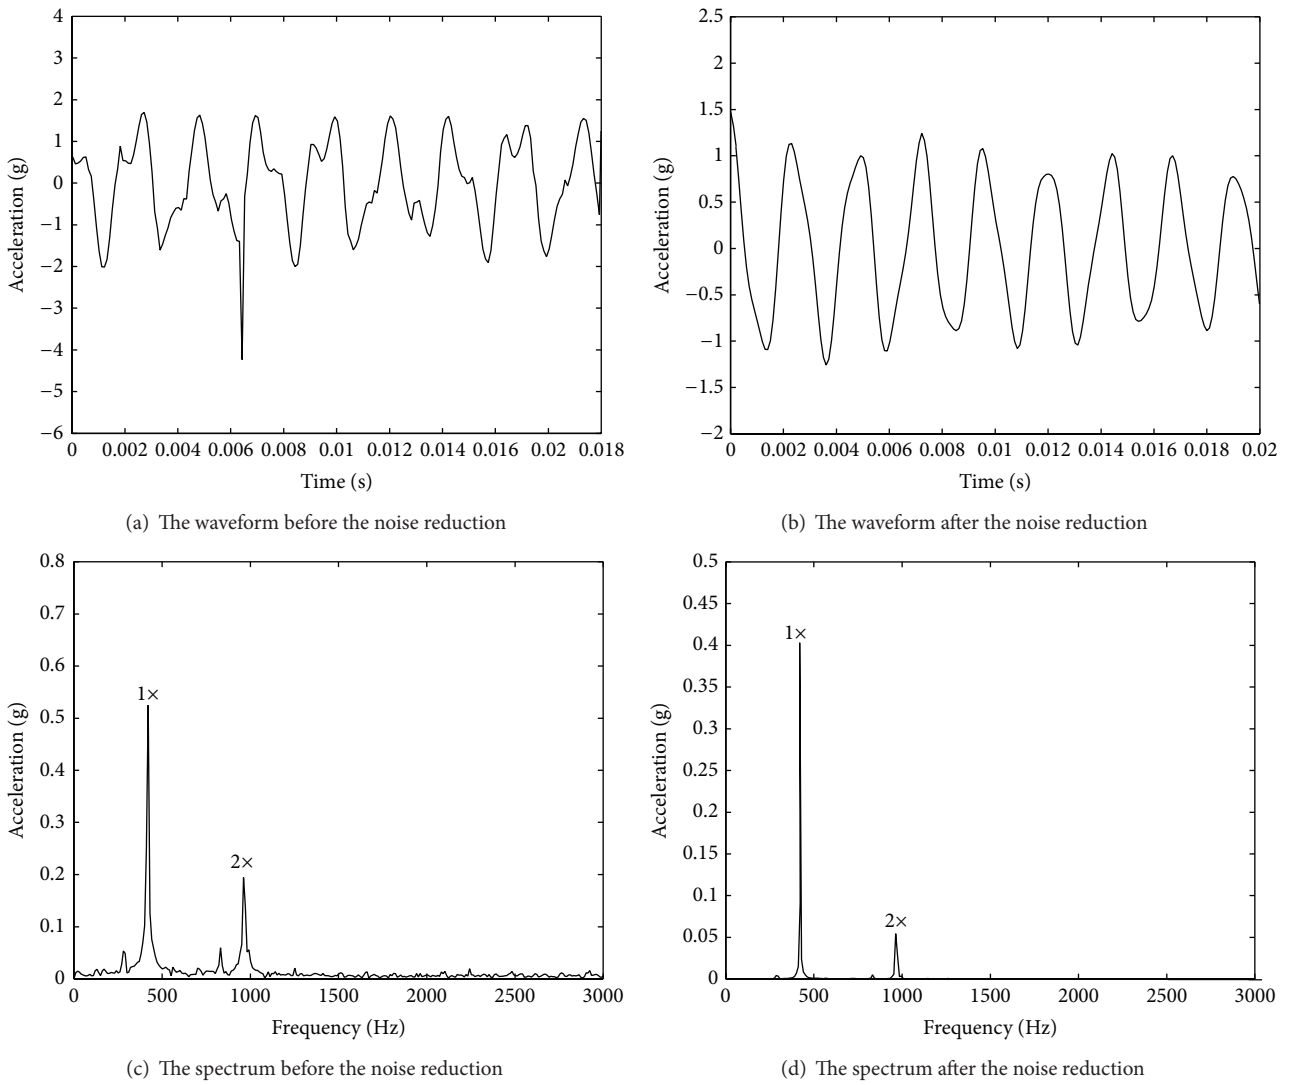 4
3
2
1
0
−1
−2
−3
−4
−5
−6
Acceleration (g)
0 0.002 0.004 0.006 0.008 0.01 0.012 0.014 0.016 0.02 0.018
Time (s)
(a) The waveform before the noise reduction
2.5
2
1.5
1
0.5
0
−0.5
−1
−1.5
−2
Acceleration (g)
0 0.002 0.004 0.006 0.008 0.01 0.012 0.014 0.016 0.018 0.02
Time (s)
(b) The waveform after the noise reduction
0.8
0.7
0.6
0.5
0.4
0.3
0.2
0.1
0
Acceleration (g)
1×
2×
0 500 1000 1500 2000 2500 3000
Frequency (Hz)
(c) The spectrum before the noise reduction
0.5
0.45
0.4
0.35
0.3
0.25
0.2
0.15
0.1
0.05
0
Acceleration (g)
1×
2×
0 500 1000 1500 2000 2500 3000
Frequency (Hz)
(d) The spectrum after the noise reduction